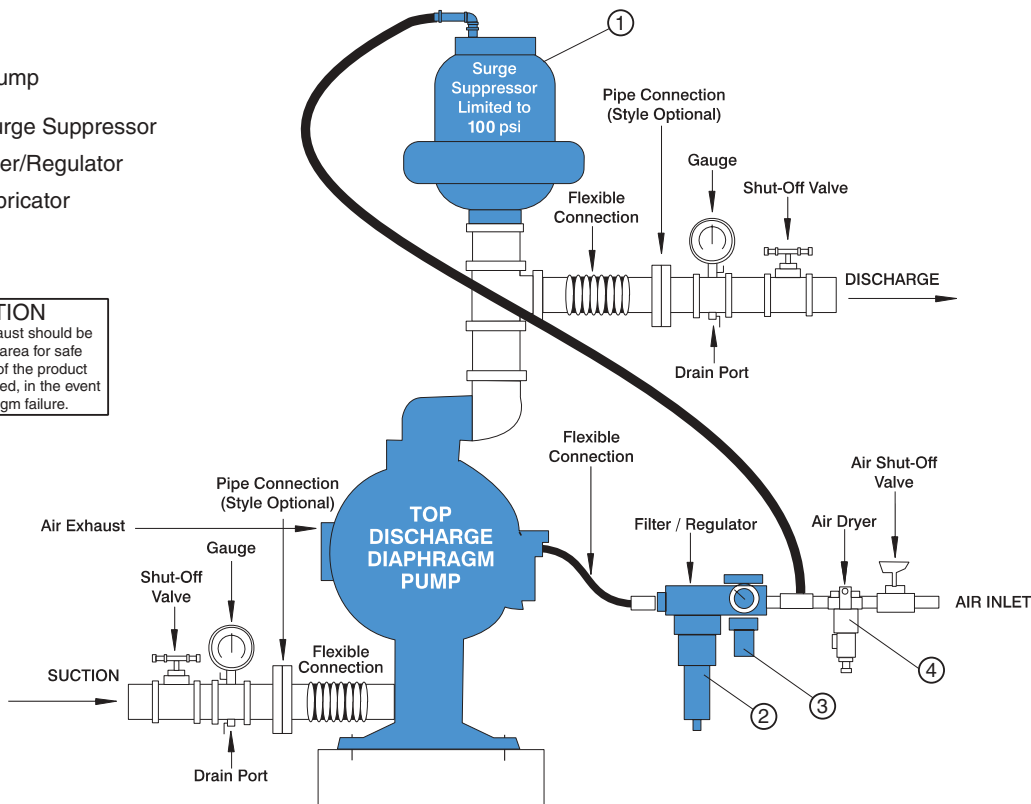 ump
urge Suppressor
er/Regulator
oricator
TION
aust should be
area for safe
of the product
ed, in the event
gm failure.
1
Surge
Suppressor
Limited to
100 psi
Pipe Connection
(Style Optional)
Gauge
Shut-Off Valve
Flexible
Connection
DISCHARGE
Drain Port
Flexible
Connection
Air Shut-Off
Valve
Pipe Connection
(Style Optional)
Air Exhaust
TOP
DISCHARGE
DIAPHRAGM
PUMP
Filter / Regulator
Air Dryer
Gauge
Shut-Off
Valve
AIR INLET
Flexible
Connection
SUCTION
4
3
2
Drain Port